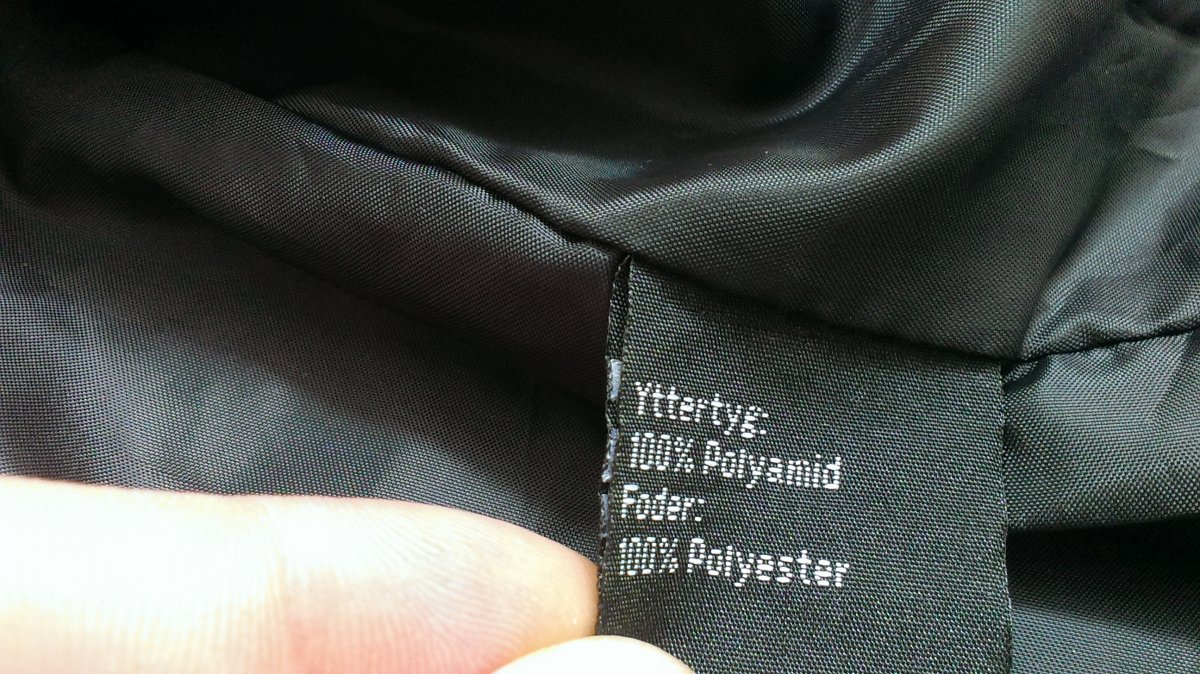 Yttertyg:
100% Polyamid
Foder:
100% Polyester